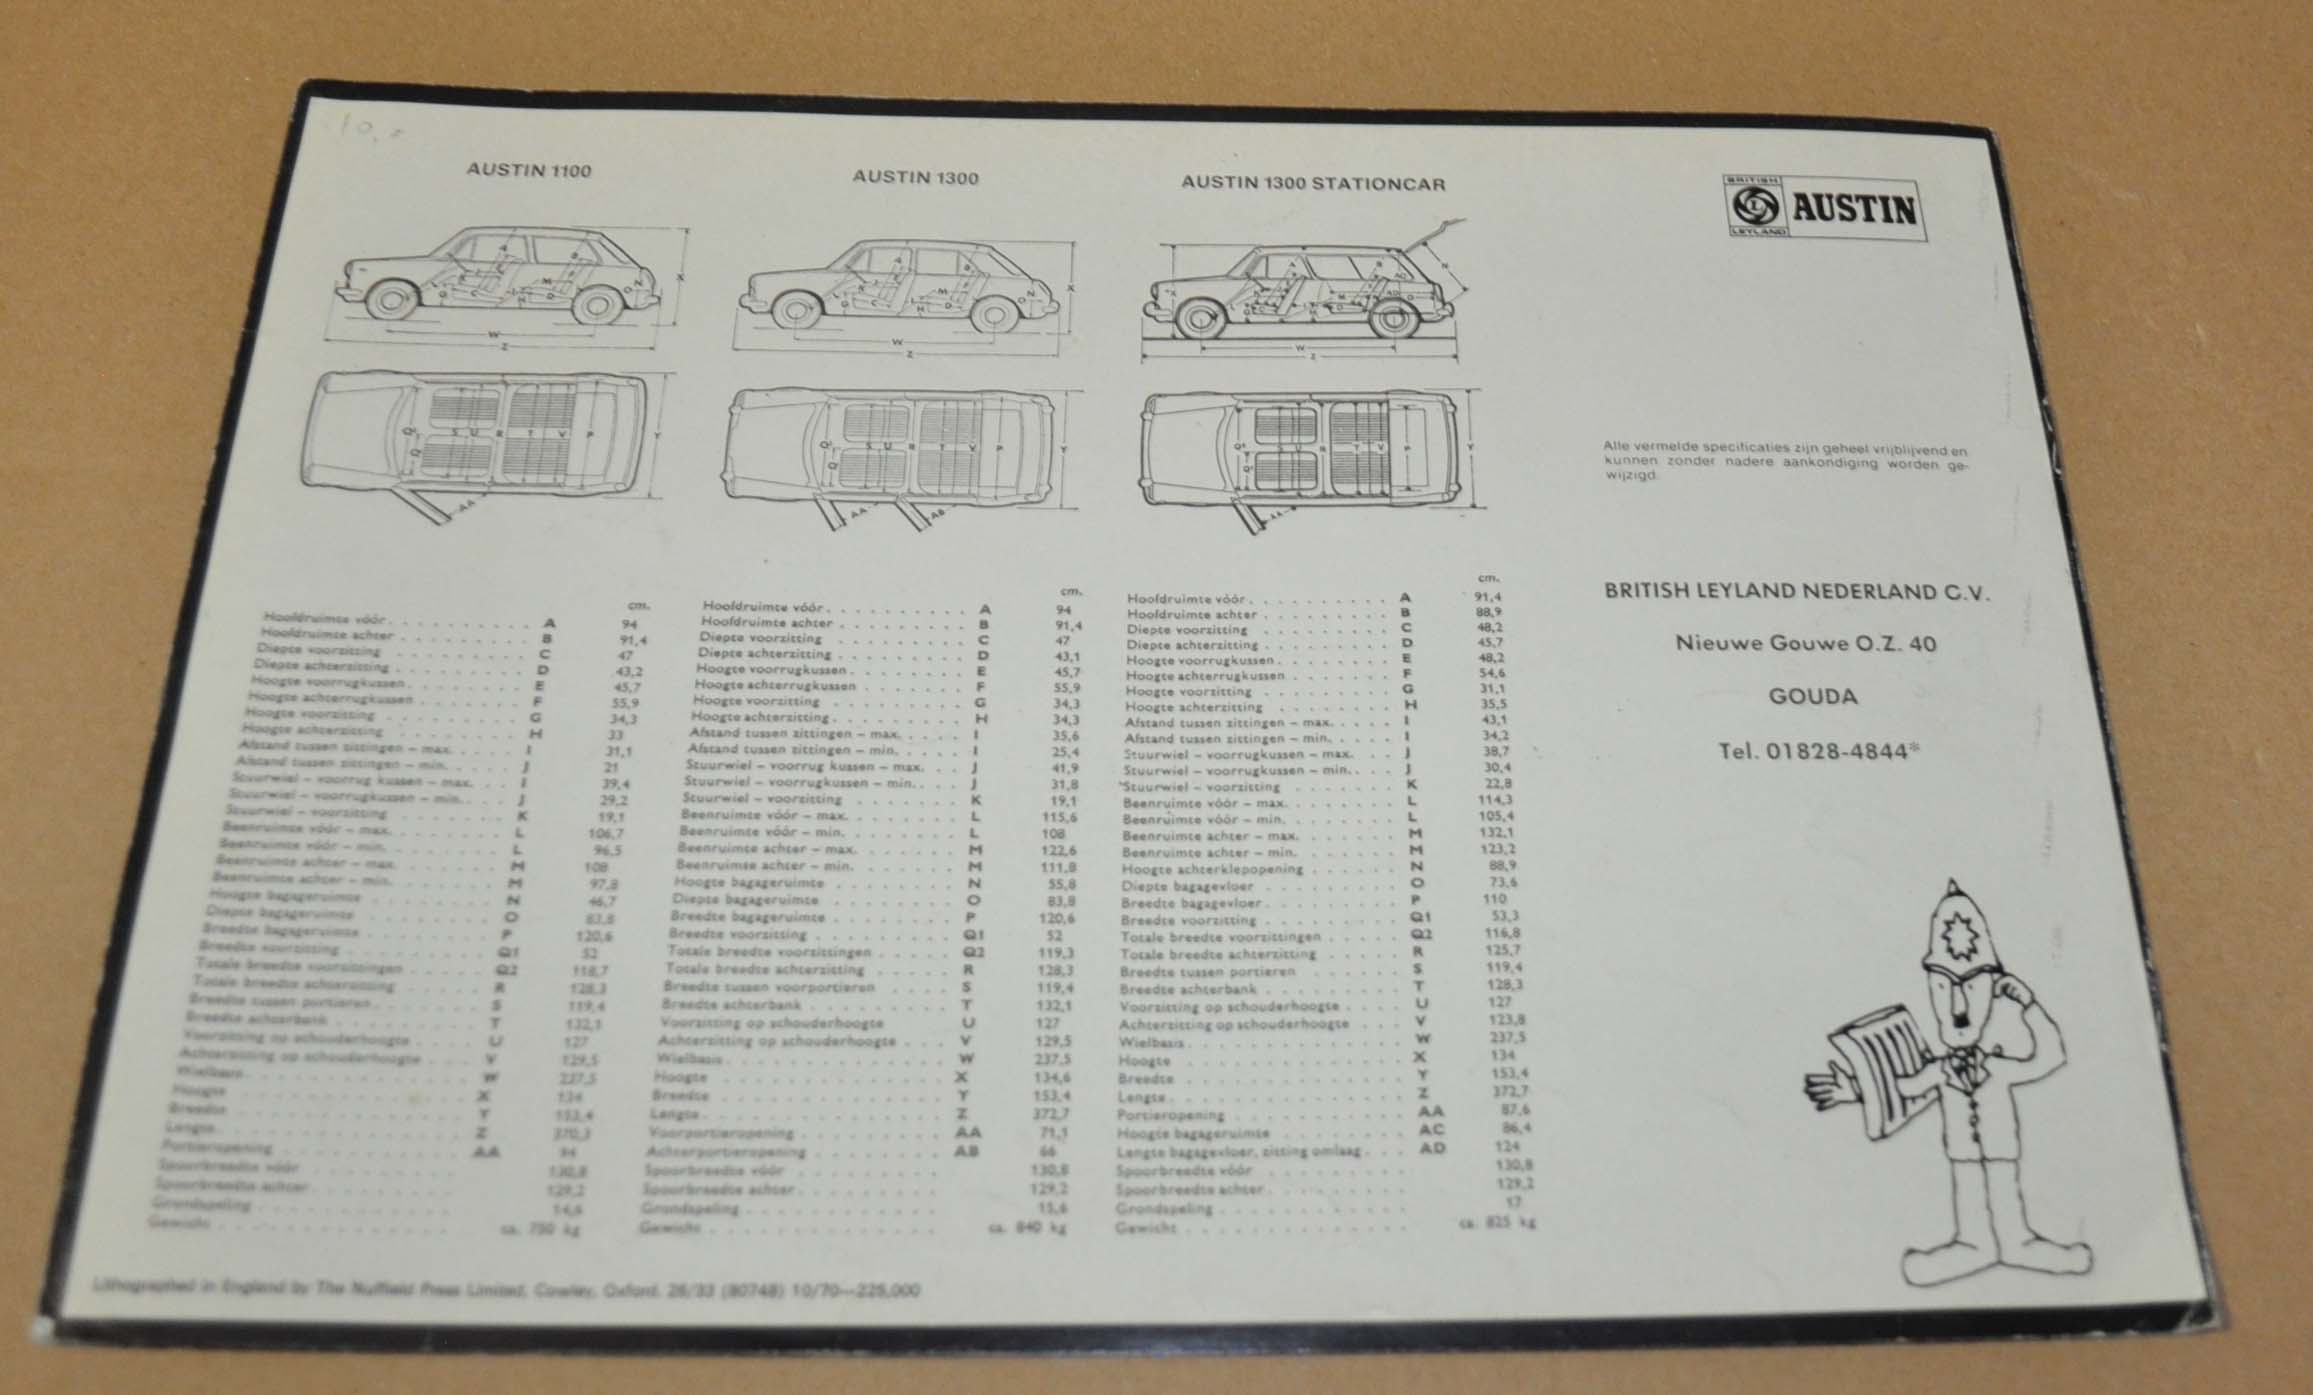 10,=
AUSTIN 1100
AUSTIN 1300
AUSTIN 1300 STATIONCAR
BRITISH
LEYLAND
AUSTIN
Alle vermelde specificaties zijn geheel vrijblijvend en
kunnen zonder nadere aankondiging worden ge-
wijzigd.
BRITISH LEYLAND NEDERLAND C.V.
Nieuwe Gouwe O.Z. 40
GOUDA
Tel. 01828-4844*
cm.
Hoofdruimte vóór A 94
Hoofdruimte achter B 91,4
Diepte voorzitting C 47
Diepte achterzitting D 43,2
Hoogte voorrugkussen E 45,7
Hoogte achterrugkussen F 55,9
Hoogte voorzitting G 34,3
Hoogte achterzitting H 33
Afstand tussen zittingen – max. I 31,1
Afstand tussen zittingen – min. J 21
Stuurwiel – voorrug kussen – max. I 39,4
Stuurwiel – voorrugkussen – min. J 29,2
Stuurwiel – voorzitting K 19,1
Beenruimte vóór – max. L 106,7
Beenruimte vóór – min. L 96,5
Beenruimte achter – max. M 108
Beenruimte achter – min. M 97,8
Hoogte bagageruimte N 46,7
Diepte bagageruimte O 83,8
Breedte bagageruimte P 120,6
Breedte voorzitting Q1 52
Totale breedte voorzittingen Q2 118,7
Totale breedte achterzitting R 128,3
Breedte tussen portieren S 119,4
Breedte achterbank T 132,1
Voorzitting op schouderhoogte U 127
Achterzitting op schouderhoogte V 129,5
Wielbasis W 237,5
Hoogte X 134
Breedte Y 153,4
Lengte Z 370,3
Portieropening AA 94
Spoorbreedte vóór 130,8
Spoorbreedte achter 129,2
Grondspeling 14,6
Gewicht ca. 780 kg
cm.
Hoofdruimte vóór A 94
Hoofdruimte achter B 91,4
Diepte voorzitting C 47
Diepte achterzitting D 43,1
Hoogte voorrugkussen E 45,7
Hoogte achterrugkussen F 55,9
Hoogte voorzitting G 34,3
Hoogte achterzitting H 34,3
Afstand tussen zittingen – max. I 35,6
Afstand tussen zittingen – min. I 25,4
Stuurwiel – voorrug kussen – max. J 41,9
Stuurwiel – voorrugkussen – min. J 31,8
Stuurwiel – voorzitting K 19,1
Beenruimte vóór – max. L 115,6
Beenruimte vóór – min. L 108
Beenruimte achter – max. M 122,6
Beenruimte achter – min. M 111,8
Hoogte bagageruimte N 55,8
Diepte bagageruimte O 83,8
Breedte bagageruimte P 120,6
Breedte voorzitting Q1 52
Totale breedte voorzittingen Q2 119,3
Totale breedte achterzitting R 128,3
Breedte tussen voorportieren S 119,4
Breedte achterbank T 132,1
Voorzitting op schouderhoogte U 127
Achterzitting op schouderhoogte V 129,5
Wielbasis W 237,5
Hoogte X 134,6
Breedte Y 153,4
Lengte Z 372,7
Voorportieropening AA 71,1
Achterportieropening AB 66
Spoorbreedte vóór 130,8
Spoorbreedte achter 129,2
Grondspeling 15,6
Gewicht ca. 840 kg
cm.
Hoofdruimte vóór A 91,4
Hoofdruimte achter B 88,9
Diepte voorzitting C 48,2
Diepte achterzitting D 45,7
Hoogte voorrugkussen E 48,2
Hoogte achterrugkussen F 54,6
Hoogte voorzitting G 31,1
Hoogte achterzitting H 35,5
Afstand tussen zittingen – max. I 43,1
Afstand tussen zittingen – min. I 34,2
Stuurwiel – voorrugkussen – max. J 38,7
Stuurwiel – voorrugkussen – min. J 30,4
Stuurwiel – voorzitting K 22,8
Beenruimte vóór – max. L 114,3
Beenruimte vóór – min. L 105,4
Beenruimte achter – max. M 132,1
Beenruimte achter – min. M 123,2
Hoogte achterklepopening N 88,9
Diepte bagagevloer O 73,6
Breedte bagagevloer P 110
Breedte voorzitting Q1 53,3
Totale breedte voorzittingen Q2 116,8
Totale breedte achterzitting R 125,7
Breedte tussen portieren S 119,4
Breedte achterbank T 128,3
Voorzitting op schouderhoogte U 127
Achterzitting op schouderhoogte V 123,8
Wielbasis W 237,5
Hoogte X 134
Breedte Y 153,4
Lengte Z 372,7
Portieropening AA 87,6
Hoogte bagageruimte AC 86,4
Lengte bagagevloer, zitting omlaag AD 124
Spoorbreedte vóór 130,8
Spoorbreedte achter 129,2
Grondspeling 17
Gewicht ca. 825 kg
Lithographed in England by The Nuffield Press Limited, Cowley, Oxford. 26/33 (80748) 10/70—225,000